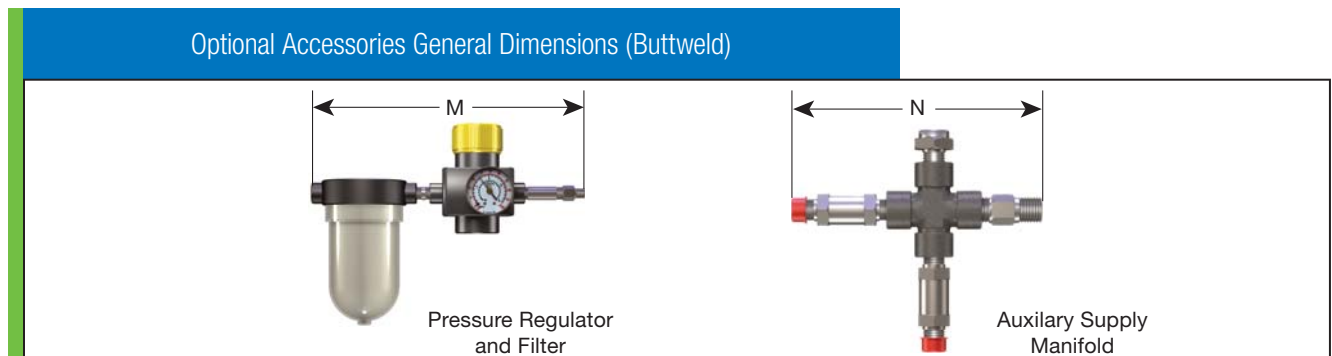 Optional Accessories General Dimensions (Buttweld)
M
N
Pressure Regulator
and Filter
Auxilary Supply
Manifold